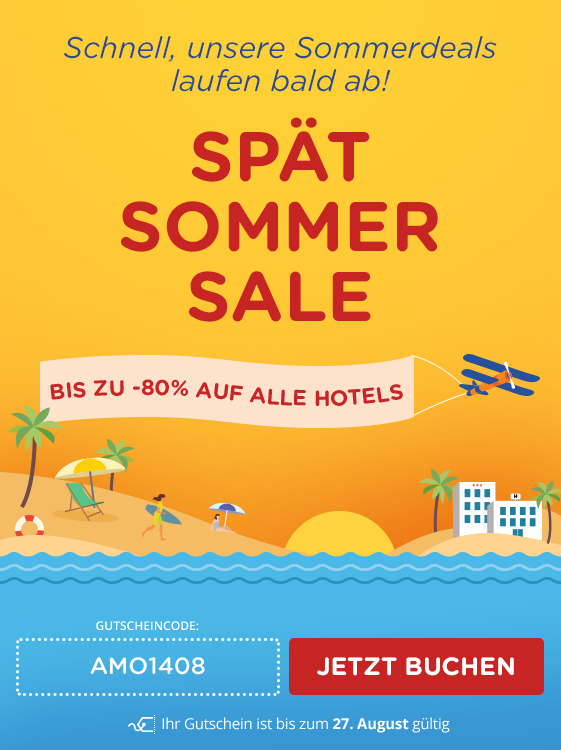 Schnell, unsere Sommerdeals
laufen bald ab!
SPÄT
SOMMER
SALE
BIS ZU -80% AUF ALLE HOTELS
H
GUTSCHEINCODE:
AMO1408
JETZT BUCHEN
Ihr Gutschein ist bis zum 27. August gültig